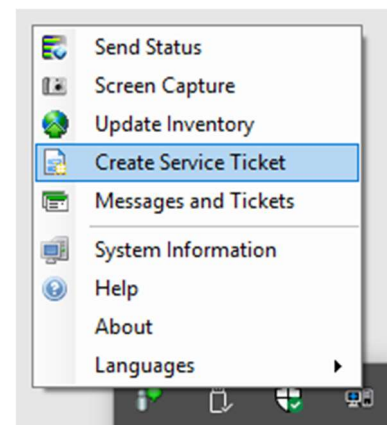 Send Status
Screen Capture
Update Inventory
Create Service Ticket
Messages and Tickets
System Information
Help
About
Languages